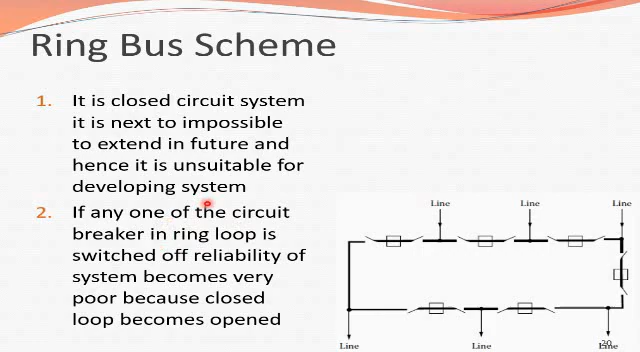 Ring Bus Scheme
1. It is closed circuit system
it is next to impossible
to extend in future and
hence it is unsuitable for
developing system
2. If any one of the circuit
breaker in ring loop is
switched off reliability of
system becomes very
poor because closed
loop becomes opened
Line Line Line
Line Line Line
20